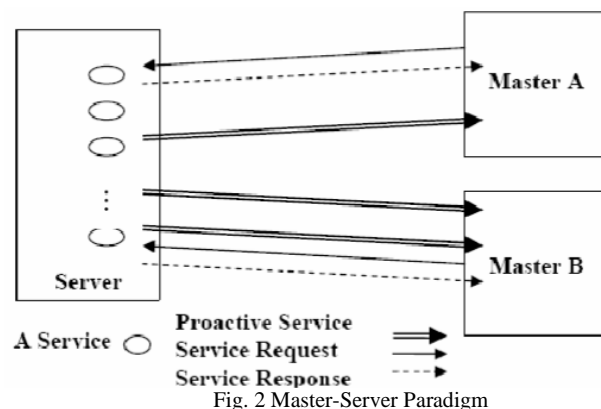 Master A
Master B
Server
A Service
Proactive Service
Service Request
Service Response
Fig. 2 Master-Server Paradigm